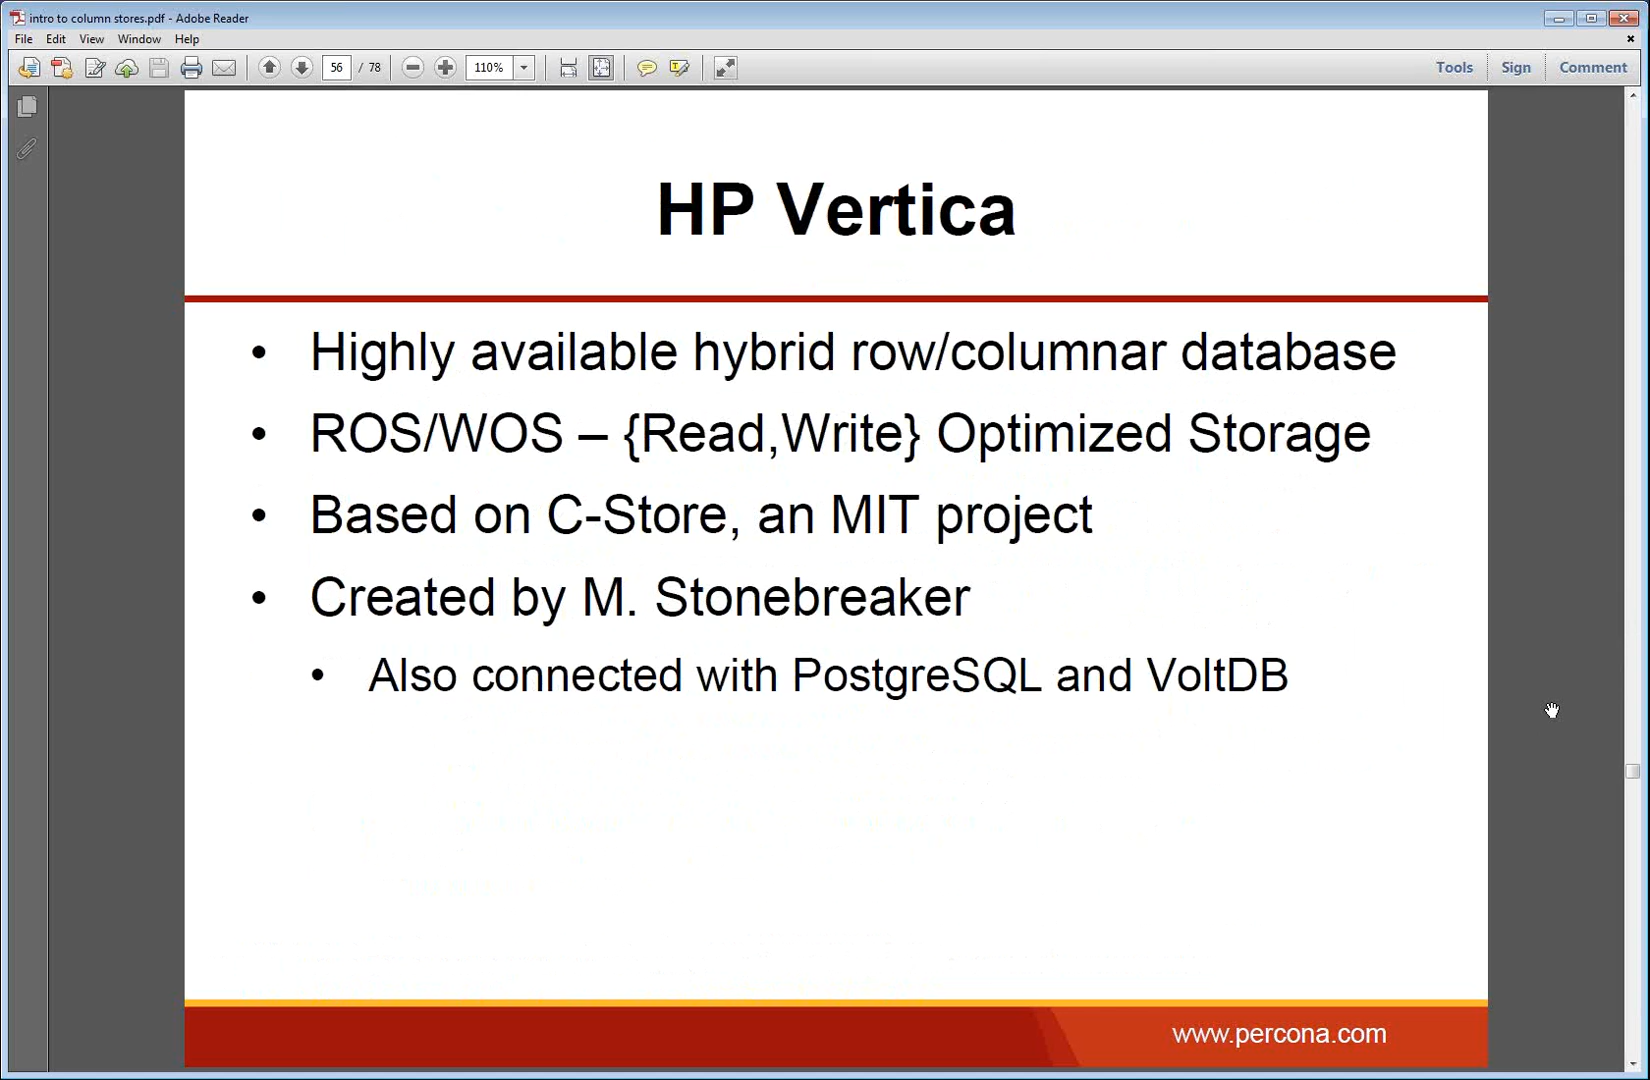 intro to column stores.pdf - Adobe Reader
File Edit View Window Help
56 / 78 110% Tools Sign Comment
HP Vertica
• Highly available hybrid row/columnar database
• ROS/WOS – {Read,Write} Optimized Storage
• Based on C-Store, an MIT project
• Created by M. Stonebreaker
• Also connected with PostgreSQL and VoltDB
www.percona.com